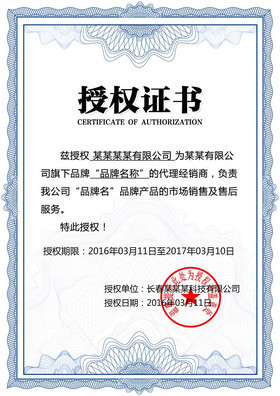 授权证书
CERTIFICATE OF AUTHORITY
兹授权 某某某某有限公司 为某某有限公
司旗下品牌“品牌名称”的代理经销商，负责
我公司“品牌名”品牌产品的市场销售及售后
服务。
特此授权！
授权期限：2016年03月11日至2017年03月10日
授权单位：长春某某某科技有限公司
授权日期：2016年03月11日